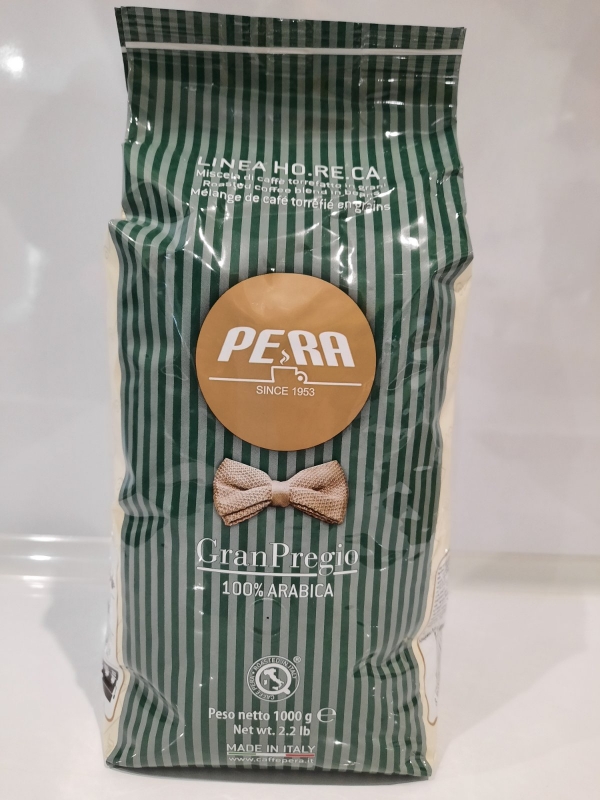 LINEA HO.RE.CA.
Miscela di caffè torrefatto in grani
Roasted coffee blend in beans
Mélange de café torréfié en grains
PERA
SINCE 1953
GranPregio
100% ARABICA
Peso netto 1000 g ℮
Net wt. 2.2 lb
MADE IN ITALY
www.caffepera.it